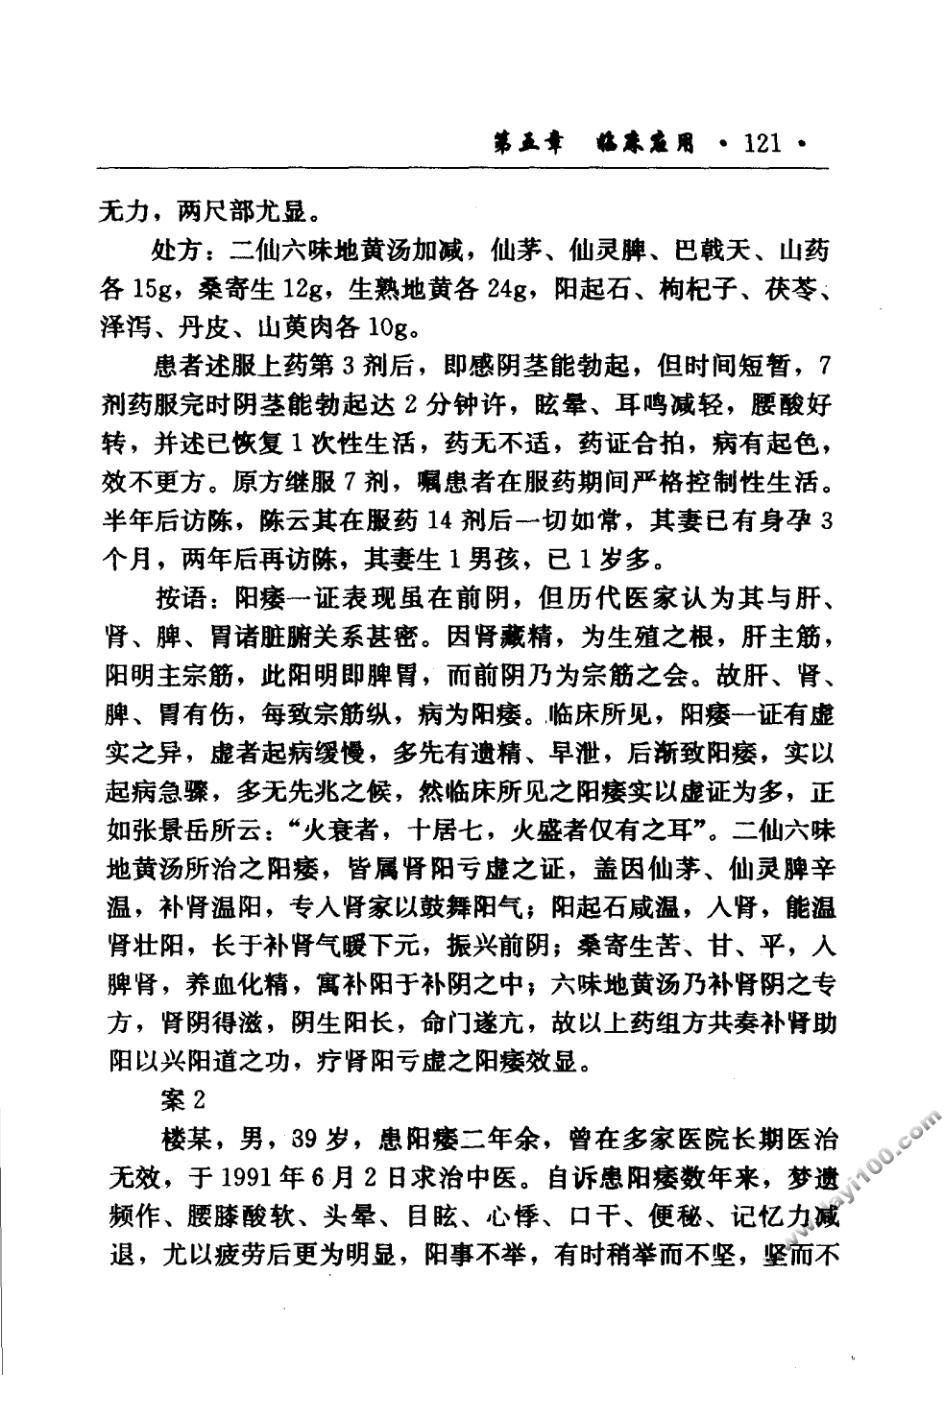 第五章 临床应用 · 121 ·
无力，两尺部尤显。
处方：二仙六味地黄汤加减，仙茅、仙灵脾、巴戟天、山药
各 15g，桑寄生 12g，生熟地黄各 24g，阳起石、枸杞子、茯苓、
泽泻、丹皮、山萸肉各 10g。
患者述服上药第 3 剂后，即感阴茎能勃起，但时间短暂，7
剂药服完时阴茎能勃起达 2 分钟许，眩晕、耳鸣减轻，腰酸好
转，并述已恢复 1 次性生活，药无不适，药证合拍，病有起色，
效不更方。原方继服 7 剂，嘱患者在服药期间严格控制性生活。
半年后访陈，陈云其在服药 14 剂后一切如常，其妻已有身孕 3
个月，两年后再访陈，其妻生 1 男孩，已 1 岁多。
按语：阳痿一证表现虽在前阴，但历代医家认为其与肝、
肾、脾、胃诸脏腑关系甚密。因肾藏精，为生殖之根，肝主筋，
阳明主宗筋，此阳明即脾胃，而前阴乃为宗筋之会。故肝、肾、
脾、胃有伤，每致宗筋纵，病为阳痿。临床所见，阳痿一证有虚
实之异，虚者起病缓慢，多先有遗精、早泄，后渐致阳痿，实以
起病急骤，多无先兆之候，然临床所见之阳痿实以虚证为多，正
如张景岳所云：“火衰者，十居七，火盛者仅有之耳”。二仙六味
地黄汤所治之阳痿，皆属肾阳亏虚之证，盖因仙茅、仙灵脾辛
温，补肾温阳，专入肾家以鼓舞阳气；阳起石咸温，入肾，能温
肾壮阳，长于补肾气暖下元，振兴前阴；桑寄生苦、甘、平，入
脾肾，养血化精，寓补阳于补阴之中；六味地黄汤乃补肾阴之专
方，肾阴得滋，阴生阳长，命门遂亢，故以上药组方共奏补肾助
阳以兴阳道之功，疗肾阳亏虚之阳痿效显。
案 2
楼某，男，39 岁，患阳痿二年余，曾在多家医院长期医治
无效，于 1991 年 6 月 2 日求治中医。自诉患阳痿数年来，梦遗
频作、腰膝酸软、头晕、目眩、心悸、口干、便秘、记忆力减
退，尤以疲劳后更为明显，阳事不举，有时稍举而不坚，坚而不